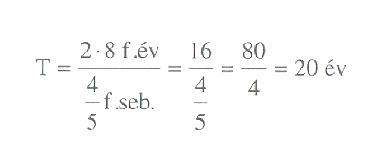 T = (2·8 f.év)/(4/5 f.seb.) = 16/(4/5) = 80/4 = 20 év